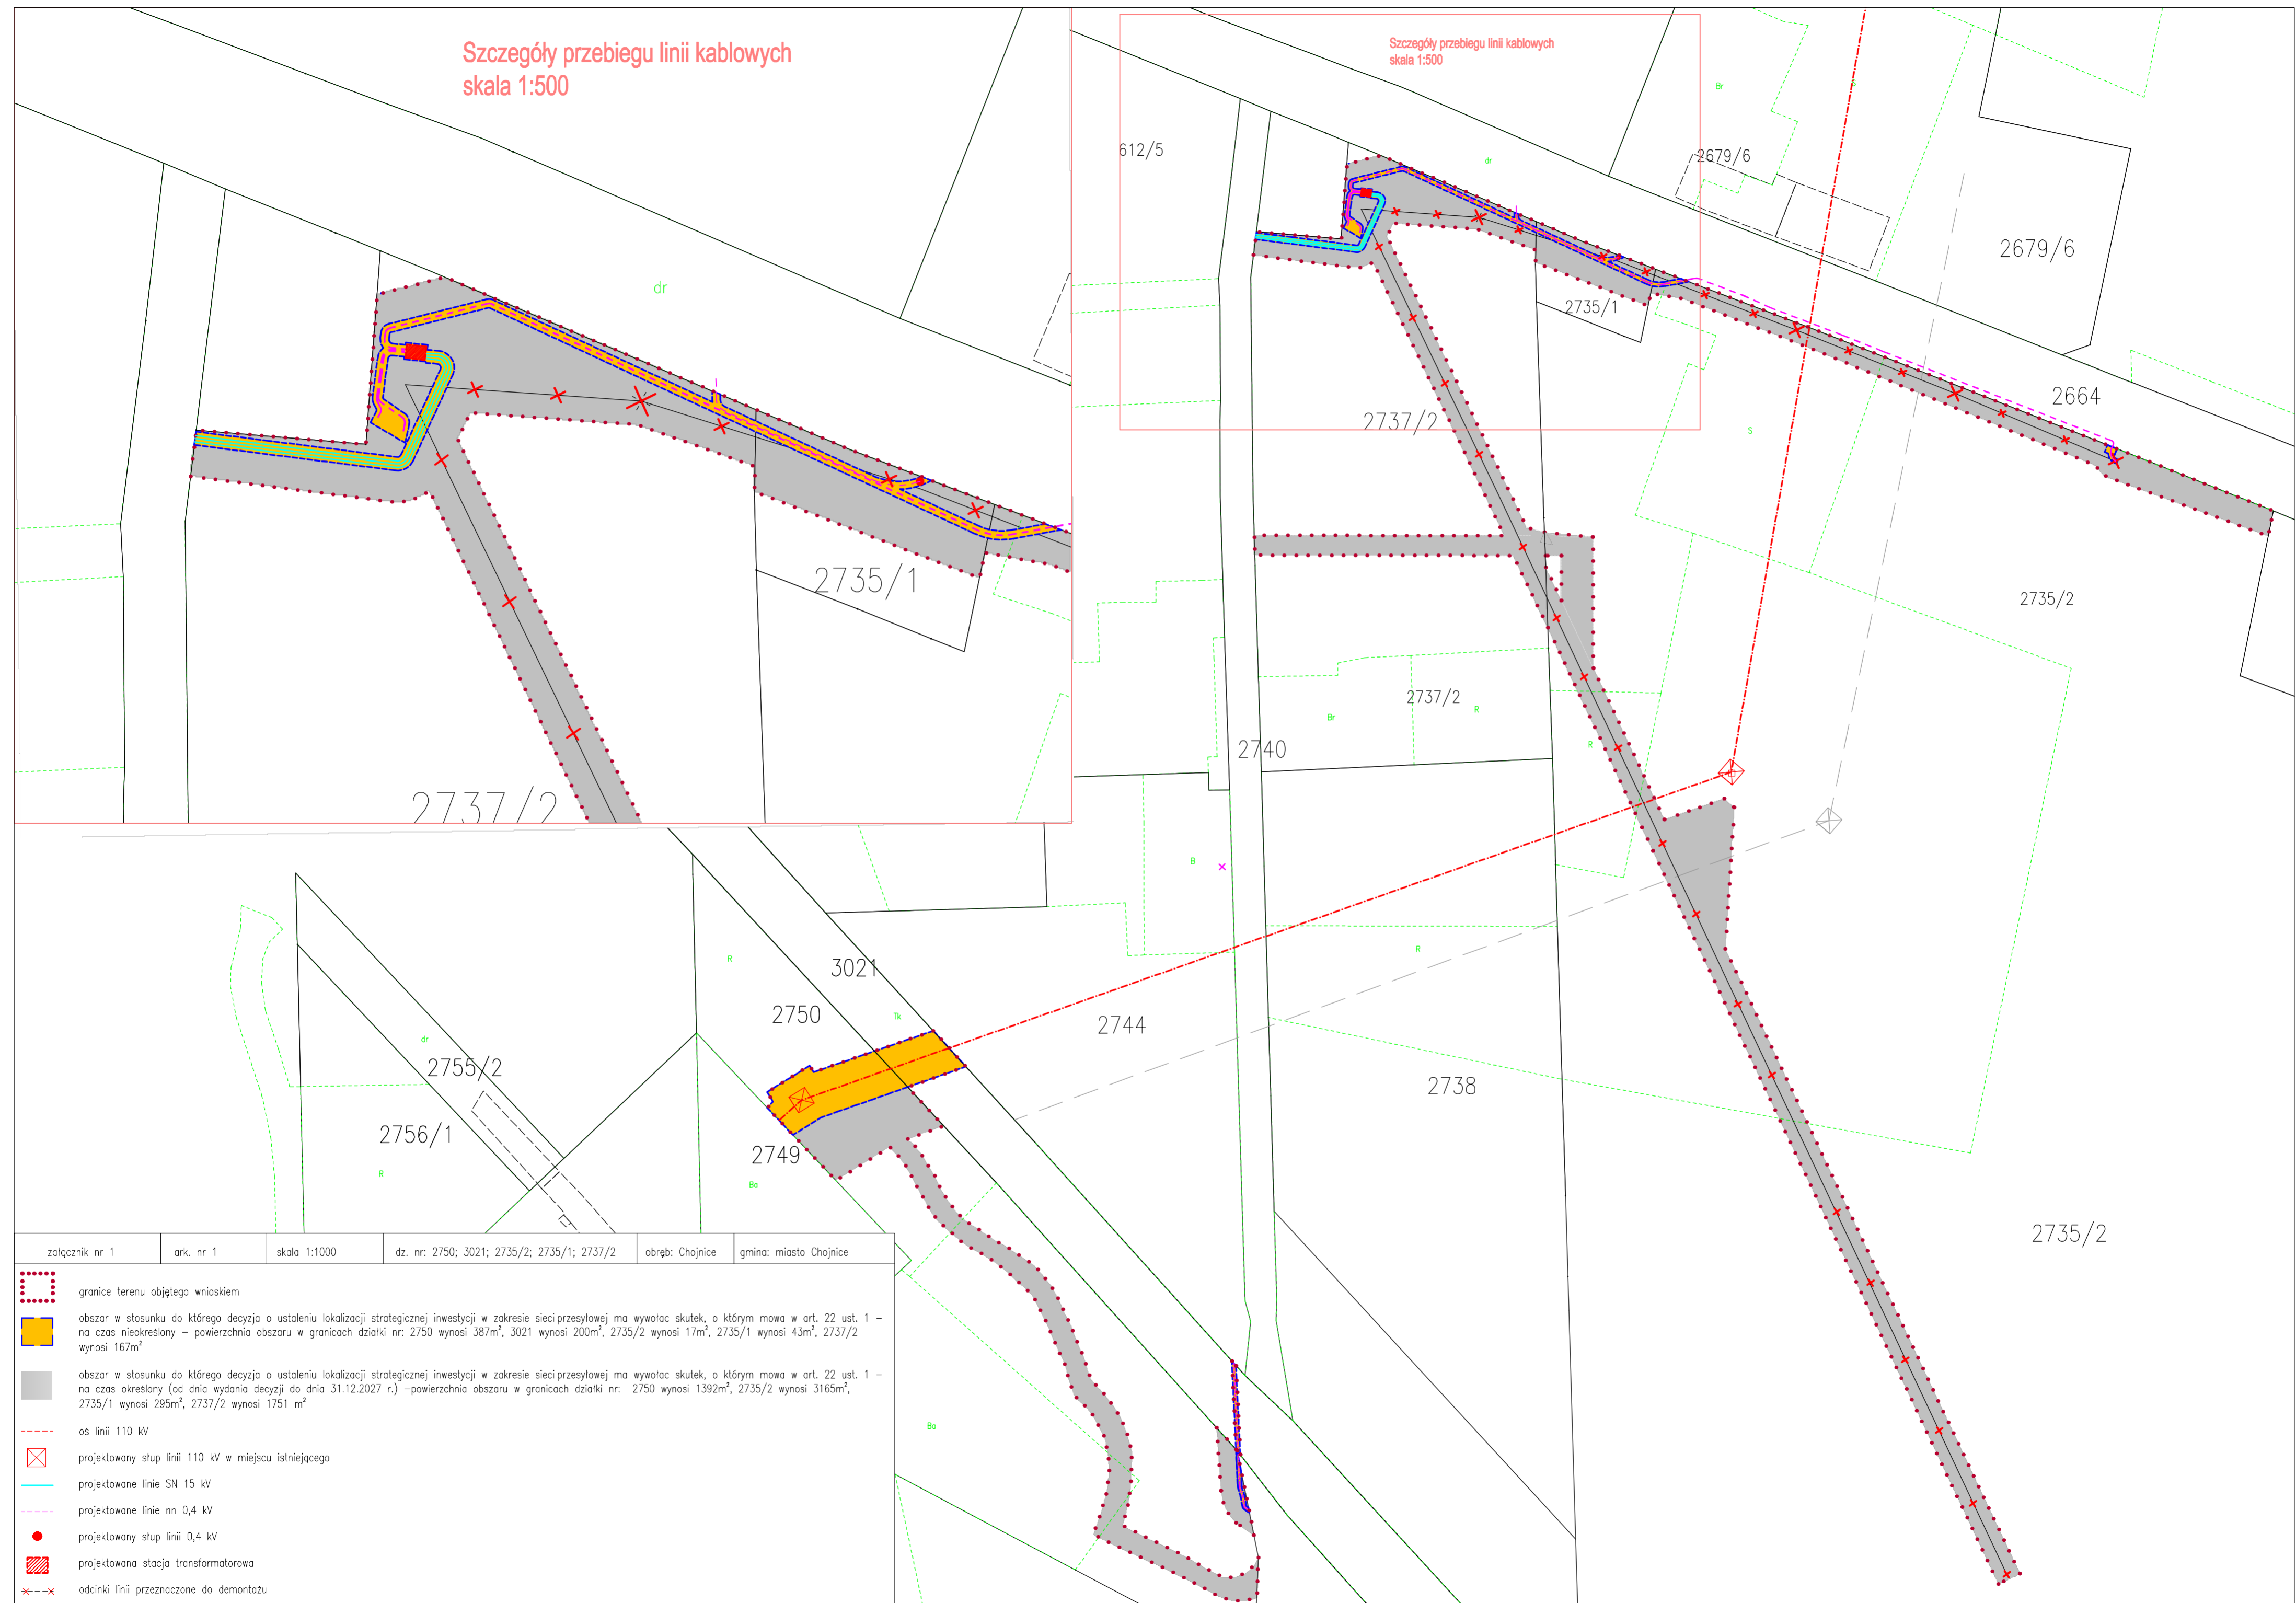 Szczegóły przebiegu linii kablowych
skala 1:500
Szczegóły przebiegu linii kablowych
skala 1:500
Br
612/5
dr
2679/6
2679/6
dr
2735/1
2664
2737/2
S
2735/1
2735/2
2737/2
2737/2
Br
R
R
2740
B
R
3021
R
2750
Tk
2744
dr
2755/2
2738
2756/1
2749
R
Ba
2735/2
Ba
załącznik nr 1
ark. nr 1
skala 1:1000
dz. nr: 2750; 3021; 2735/2; 2735/1; 2737/2
obręb: Chojnice
gmina: miasto Chojnice
granice terenu objętego wnioskiem
obszar w stosunku do którego decyzja o ustaleniu lokalizacji strategicznej inwestycji w zakresie sieci przesyłowej ma wywołac skutek, o którym mowa w art. 22 ust. 1 –
na czas nieokreślony – powierzchnia obszaru w granicach działki nr: 2750 wynosi 387m², 3021 wynosi 200m², 2735/2 wynosi 17m², 2735/1 wynosi 43m², 2737/2
wynosi 167m²
obszar w stosunku do którego decyzja o ustaleniu lokalizacji strategicznej inwestycji w zakresie sieci przesyłowej ma wywołac skutek, o którym mowa w art. 22 ust. 1 –
na czas określony (od dnia wydania decyzji do dnia 31.12.2027 r.) –powierzchnia obszaru w granicach działki nr: 2750 wynosi 1392m², 2735/2 wynosi 3165m²,
2735/1 wynosi 295m², 2737/2 wynosi 1751 m²
oś linii 110 kV
projektowany słup linii 110 kV w miejscu istniejącego
projektowane linie SN 15 kV
projektowane linie nn 0,4 kV
projektowany słup linii 0,4 kV
projektowana stacja transformatorowa
odcinki linii przeznaczone do demontażu